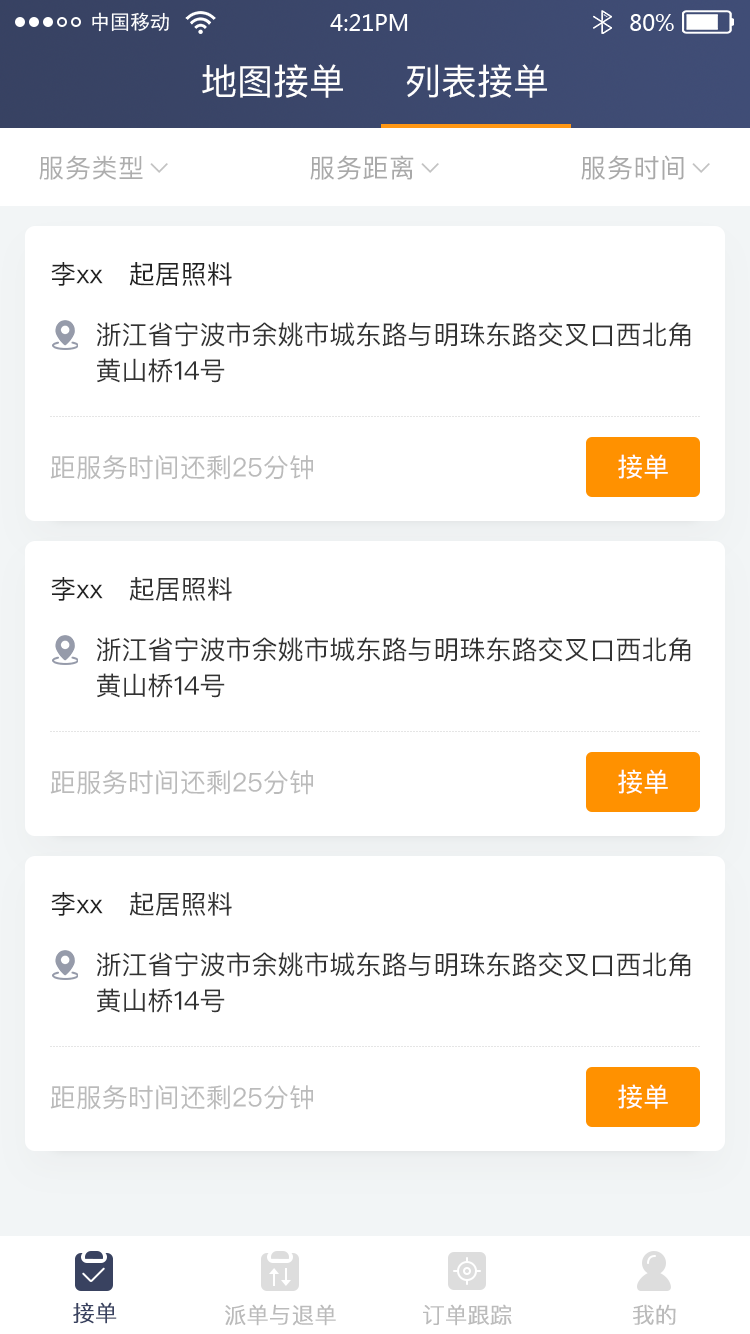 中国移动 4:21PM 80%
地图接单 列表接单
服务类型 服务距离 服务时间
李xx 起居照料
浙江省宁波市余姚市城东路与明珠东路交叉口西北角
黄山桥14号
距服务时间还剩25分钟 接单
李xx 起居照料
浙江省宁波市余姚市城东路与明珠东路交叉口西北角
黄山桥14号
距服务时间还剩25分钟 接单
李xx 起居照料
浙江省宁波市余姚市城东路与明珠东路交叉口西北角
黄山桥14号
距服务时间还剩25分钟 接单
接单 派单与退单 订单跟踪 我的